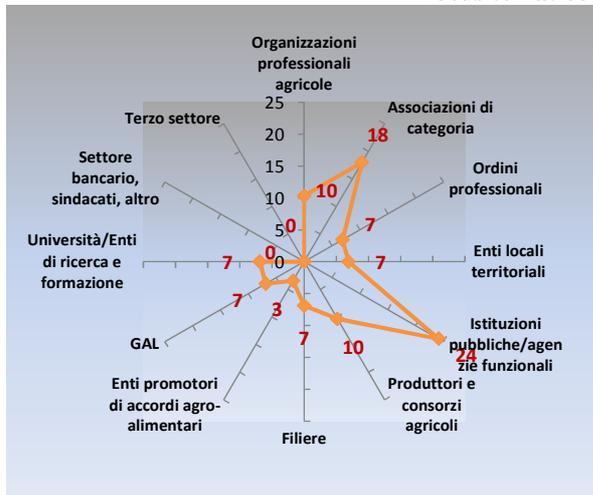 Organizzazioni
professionali
agricole
Associazioni di
categoria
Ordini
professionali
Enti locali
territoriali
Istituzioni
pubbliche/agen
zie funzionali
Produttori e
consorzi
agricoli
Filiere
Enti promotori
di accordi agro-
alimentari
GAL
Università/Enti
di ricerca e
formazione
Settore
bancario,
sindacati, altro
Terzo settore
25
20
15
10
5
0
10
18
7
7
24
10
7
3
7
7
0
0